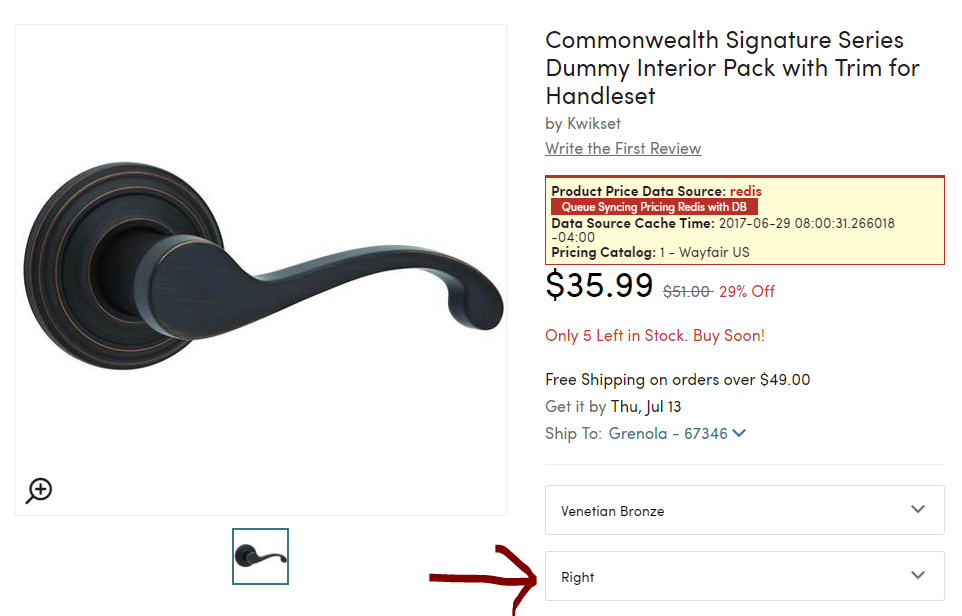 Commonwealth Signature Series
Dummy Interior Pack with Trim for
Handleset
by Kwikset
Write the First Review
Product Price Data Source: redis
Queue Syncing Pricing Redis with DB
Data Source Cache Time: 2017-06-29 08:00:31.266018
-04:00
Pricing Catalog: 1 - Wayfair US
$35.99 $51.00 29% Off
Only 5 Left in Stock. Buy Soon!
Free Shipping on orders over $49.00
Get it by Thu, Jul 13
Ship To: Grenola - 67346
Venetian Bronze
Right